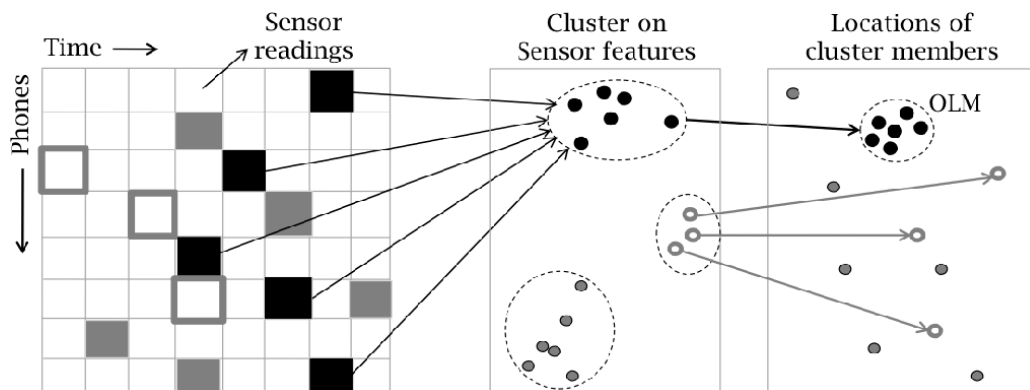 Time
Sensor
readings
Phones
Cluster on
Sensor features
Locations of
cluster members
OLM